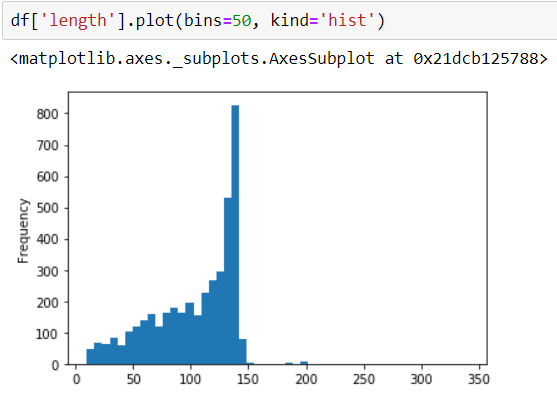 df['length'].plot(bins=50, kind='hist')
<matplotlib.axes._subplots.AxesSubplot at 0x21dcb125788>
800
700
600
500
400
300
200
100
0
Frequency
0 50 100 150 200 250 300 350